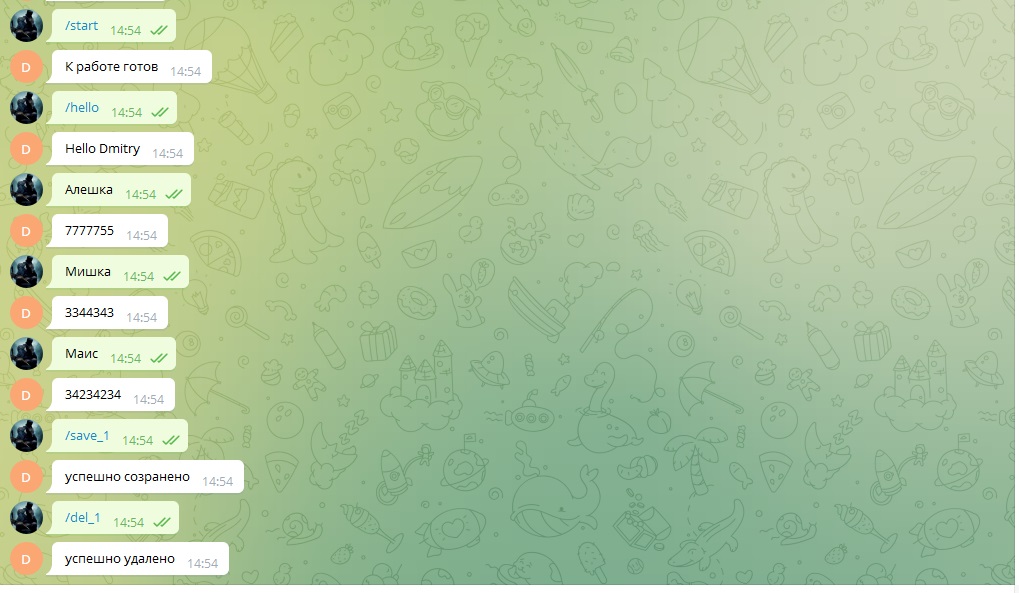 /start 14:54
D К работе готов 14:54
/hello 14:54
D Hello Dmitry 14:54
Алешка 14:54
D 7777755 14:54
Мишка 14:54
D 3344343 14:54
Маис 14:54
D 34234234 14:54
/save_1 14:54
D успешно созранено 14:54
/del_1 14:54
D успешно удалено 14:54